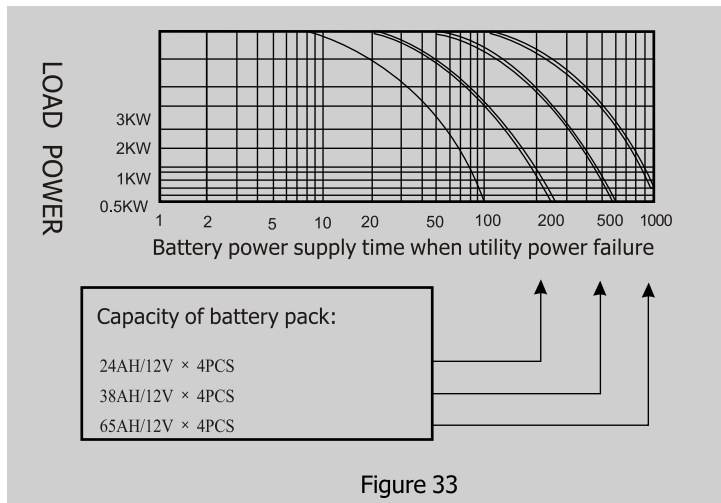 LOAD POWER
3KW
2KW
1KW
0.5KW
1 2 5 10 20 50 100 200 500 1000
Battery power supply time when utility power failure
Capacity of battery pack:
24AH/12V × 4PCS
38AH/12V × 4PCS
65AH/12V × 4PCS
Figure 33